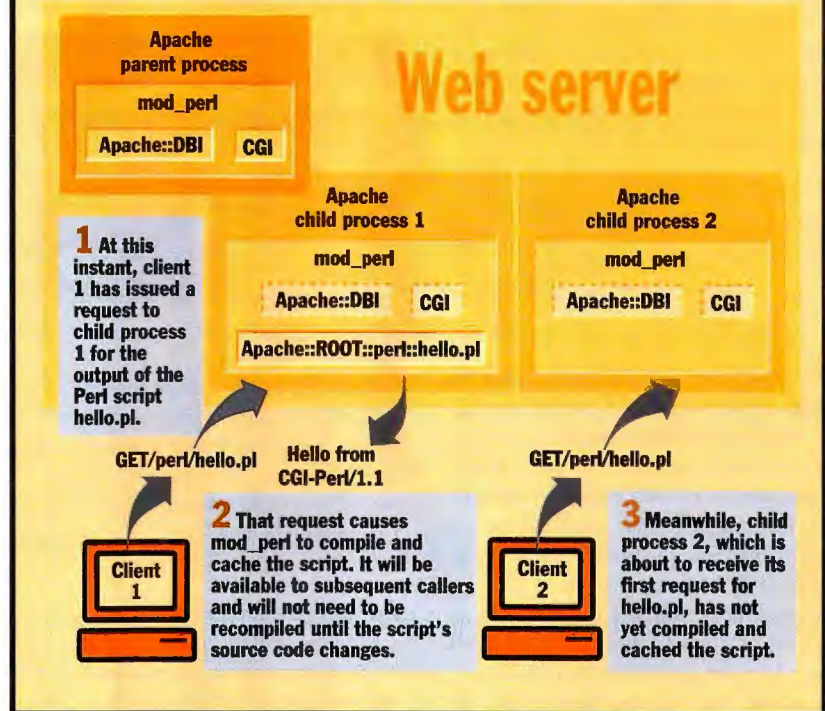 Web server
Apache
parent process
mod_perl
Apache::DBI
CGI
Apache
child process 1
mod_perl
Apache::DBI
CGI
Apache::ROOT::perl::hello.pl
Apache
child process 2
mod_perl
Apache::DBI
CGI
1 At this
instant, client
1 has issued a
request to
child process
1 for the
output of the
Perl script
hello.pl.
GET/perl/hello.pl
Hello from
CGI-Perl/1.1
GET/perl/hello.pl
Client
1
2 That request causes
mod_perl to compile and
cache the script. It will be
available to subsequent callers
and will not need to be
recompiled until the script's
source code changes.
Client
2
3 Meanwhile, child
process 2, which is
about to receive its
first request for
hello.pl, has not
yet compiled and
cached the script.